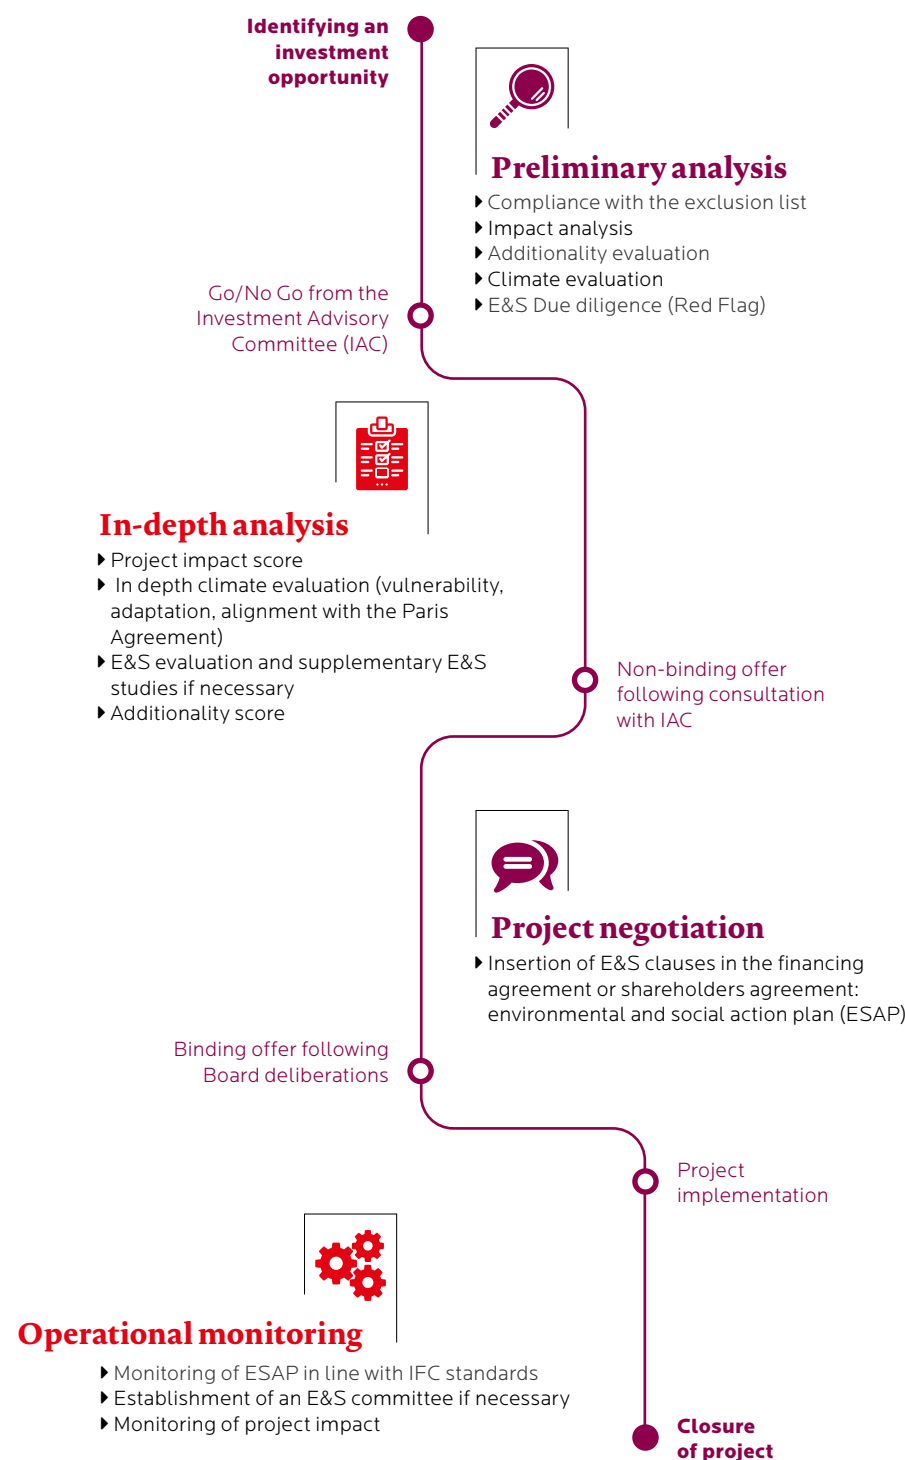 Identifying an
investment
opportunity
Preliminary analysis
Compliance with the exclusion list
Impact analysis
Additionality evaluation
Climate evaluation
E&S Due diligence (Red Flag)
Go/No Go from the
Investment Advisory
Committee (IAC)
In-depth analysis
Project impact score
In depth climate evaluation (vulnerability,
adaptation, alignment with the Paris
Agreement)
E&S evaluation and supplementary E&S
studies if necessary
Additionality score
Non-binding offer
following consultation
with IAC
Project negotiation
Insertion of E&S clauses in the financing
agreement or shareholders agreement:
environmental and social action plan (ESAP)
Binding offer following
Board deliberations
Project
implementation
Operational monitoring
Monitoring of ESAP in line with IFC standards
Establishment of an E&S committee if necessary
Monitoring of project impact
Closure
of project